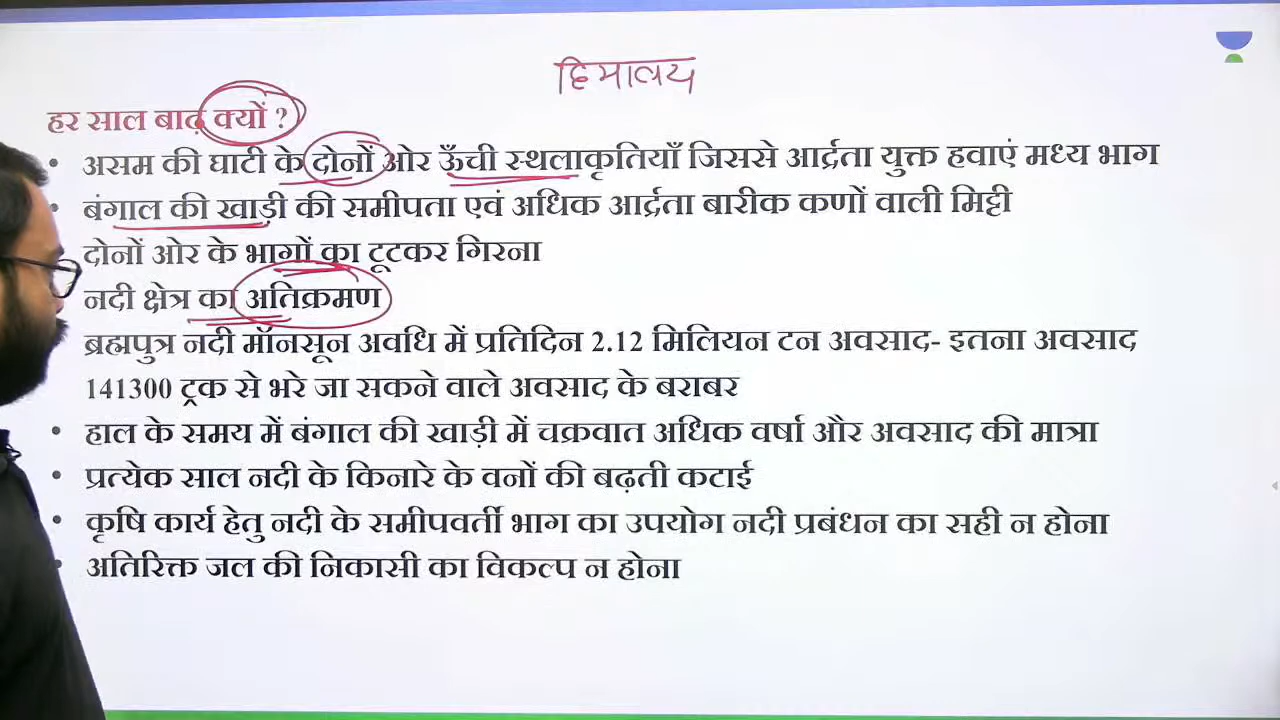 हिमालय
हर साल बाढ़ क्यों ?
• असम की घाटी के दोनों ओर ऊँची स्थलाकृतियाँ जिससे आर्द्रता युक्त हवाएं मध्य भाग
• बंगाल की खाड़ी की समीपता एवं अधिक आर्द्रता बारीक कणों वाली मिट्टी
दोनों ओर के भागों का टूटकर गिरना
नदी क्षेत्र का अतिक्रमण
ब्रह्मपुत्र नदी मॉनसून अवधि में प्रतिदिन 2.12 मिलियन टन अवसाद- इतना अवसाद
141300 ट्रक से भरे जा सकने वाले अवसाद के बराबर
• हाल के समय में बंगाल की खाड़ी में चक्रवात अधिक वर्षा और अवसाद की मात्रा
• प्रत्येक साल नदी के किनारे के वनों की बढ़ती कटाई
• कृषि कार्य हेतु नदी के समीपवर्ती भाग का उपयोग नदी प्रबंधन का सही न होना
• अतिरिक्त जल की निकासी का विकल्प न होना